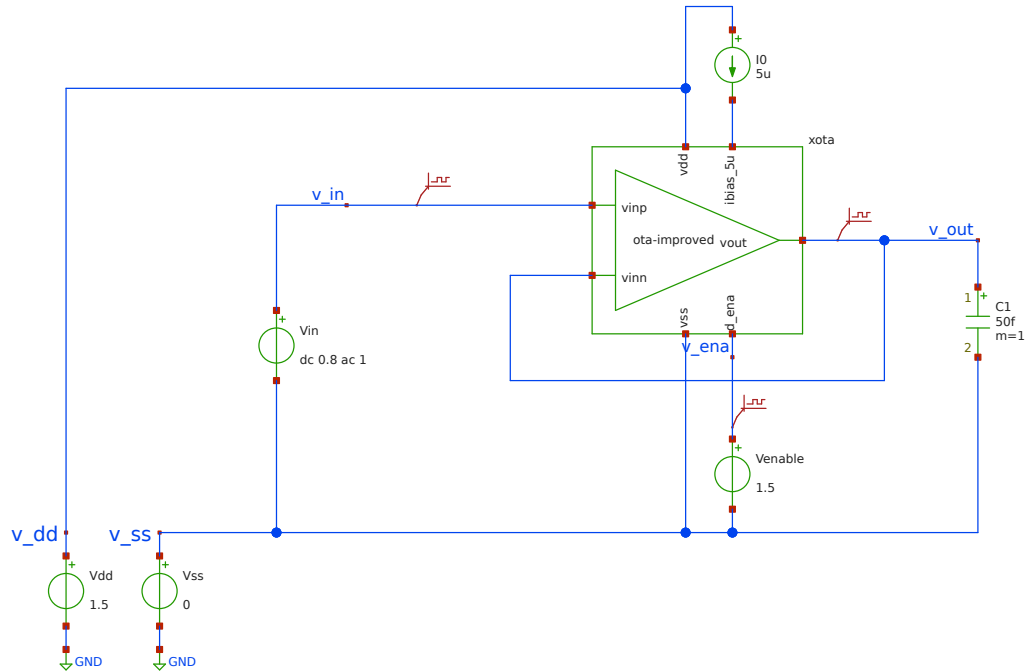 I0
5u
xota
vdd
ibias_5u
v_in
vinp
ota-improved
vout
v_out
vinn
1
C1
50f
m=1
2
vss
d_ena
v_ena
Vin
dc 0.8 ac 1
Venable
1.5
v_dd
v_ss
Vdd
1.5
Vss
0
GND
GND